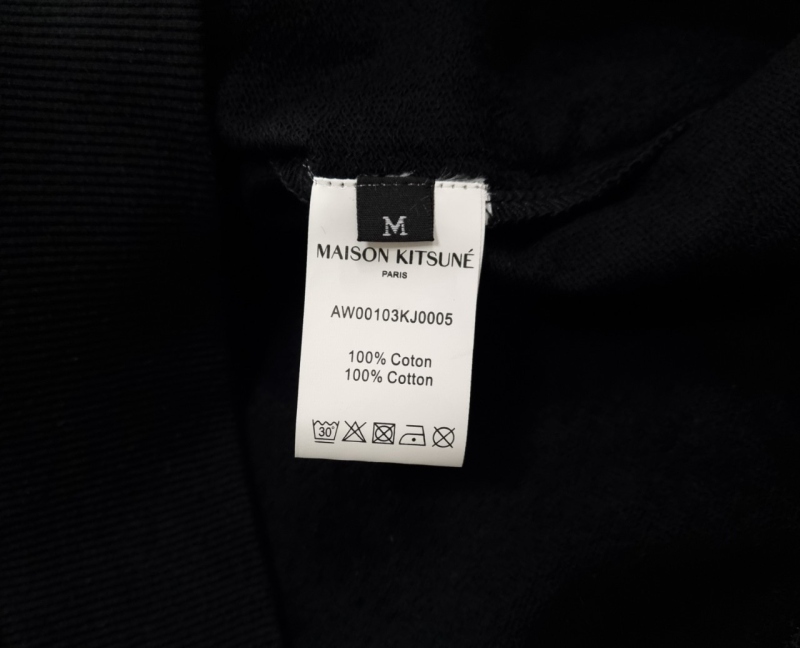 M
MAISON KITSUNÉ
PARIS
AW00103KJ0005
100% Coton
100% Cotton
30°